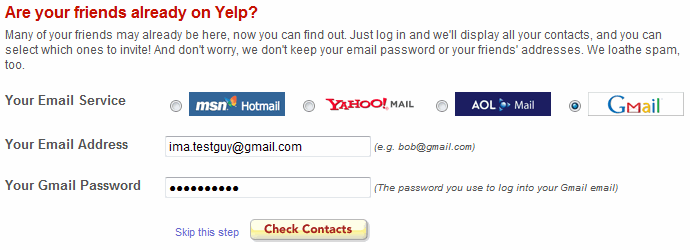 Are your friends already on Yelp?
Many of your friends may already be here, now you can find out. Just log in and we'll display all your contacts, and you can
select which ones to invite! And don't worry, we don't keep your email password or your friends' addresses. We loathe spam,
too.
Your Email Service msn Hotmail YAHOO! MAIL AOL Mail Gmail
Your Email Address ima.testguy@gmail.com (e.g. bob@gmail.com)
Your Gmail Password ●●●●●●●●●● (The password you use to log into your Gmail email)
Skip this step Check Contacts